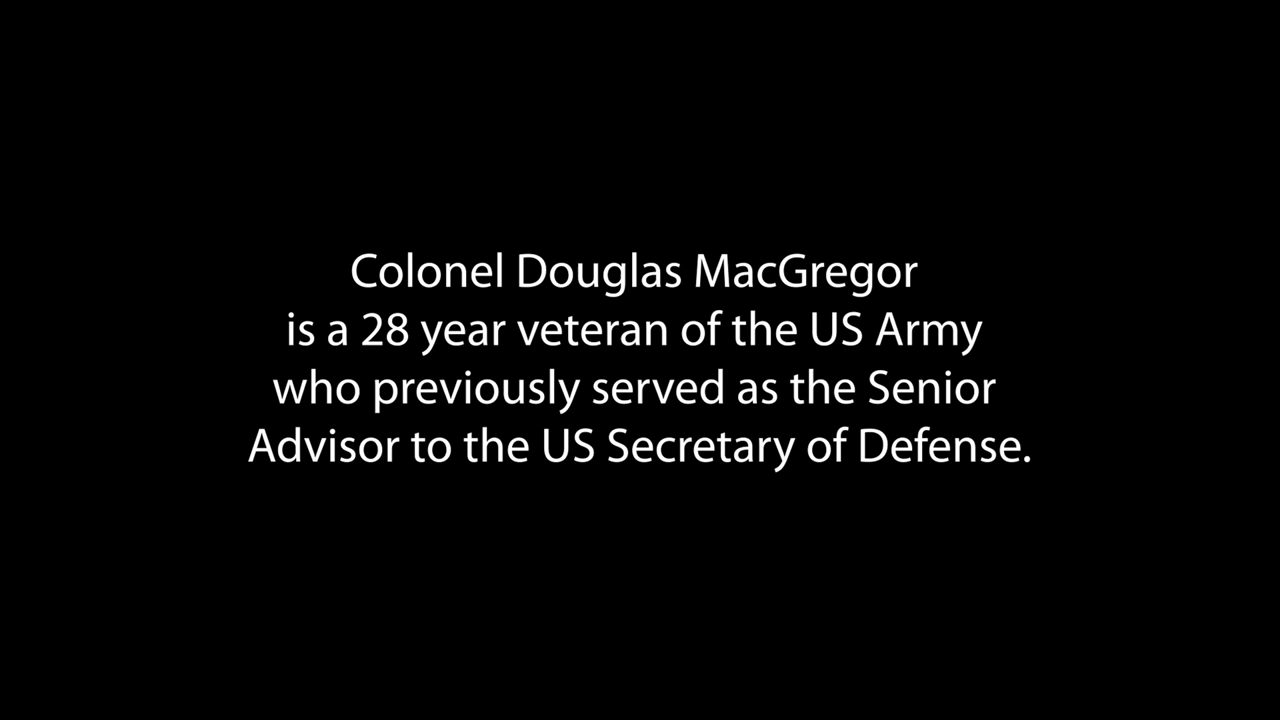 Colonel Douglas MacGregor
is a 28 year veteran of the US Army
who previously served as the Senior
Advisor to the US Secretary of Defense.